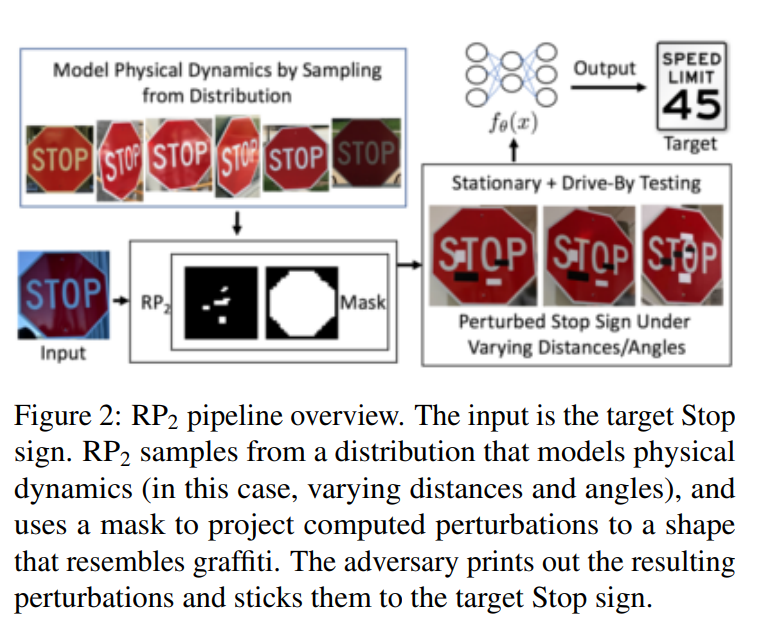 Model Physical Dynamics by Sampling
from Distribution
STOP STOP STOP STOP STOP STOP
Output
SPEED
LIMIT
45
Target
fθ(x)
Stationary + Drive-By Testing
STOP STOP STOP
Perturbed Stop Sign Under
Varying Distances/Angles
STOP
Input
RP₂
Mask
Figure 2: RP₂ pipeline overview. The input is the target Stop
sign. RP₂ samples from a distribution that models physical
dynamics (in this case, varying distances and angles), and
uses a mask to project computed perturbations to a shape
that resembles graffiti. The adversary prints out the resulting
perturbations and sticks them to the target Stop sign.